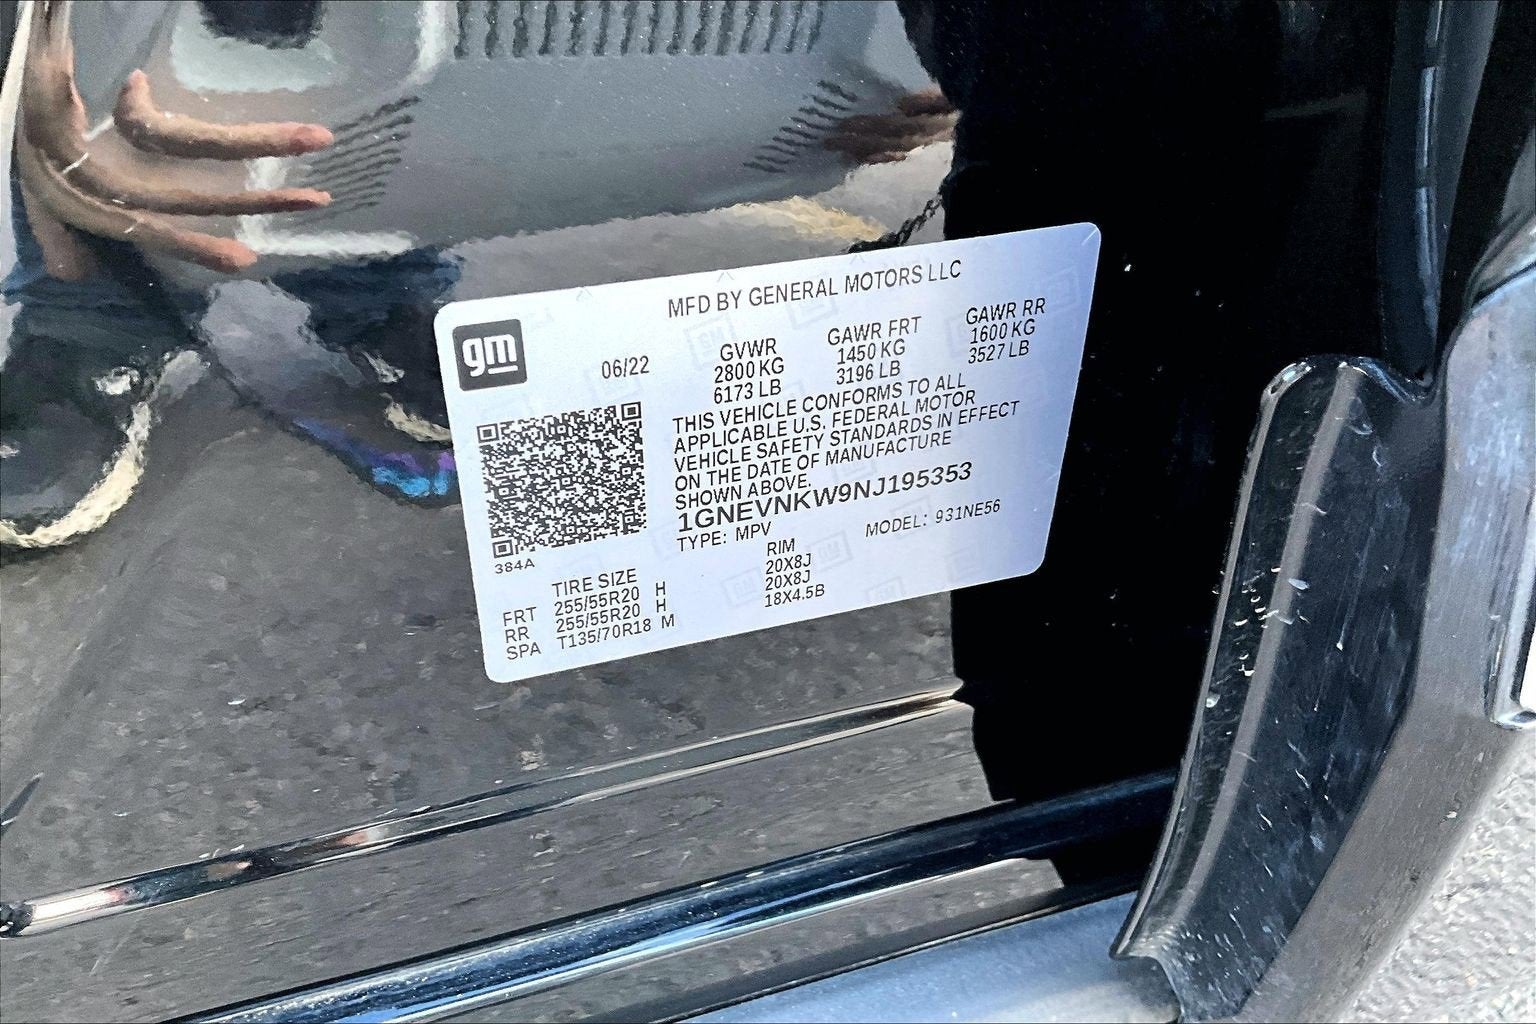 MFD BY GENERAL MOTORS LLC
gm
06/22
GVWR GAWR FRT GAWR RR
2800 KG 1450 KG 1600 KG
6173 LB 3196 LB 3527 LB
THIS VEHICLE CONFORMS TO ALL
APPLICABLE U.S. FEDERAL MOTOR
VEHICLE SAFETY STANDARDS IN EFFECT
ON THE DATE OF MANUFACTURE
SHOWN ABOVE.
1GNEVNKW9NJ195353
TYPE: MPV MODEL: 931NE56
384A
TIRE SIZE RIM
FRT 255/55R20 H 20X8J
RR 255/55R20 H 20X8J
SPA T135/70R18 M 18X4.5B